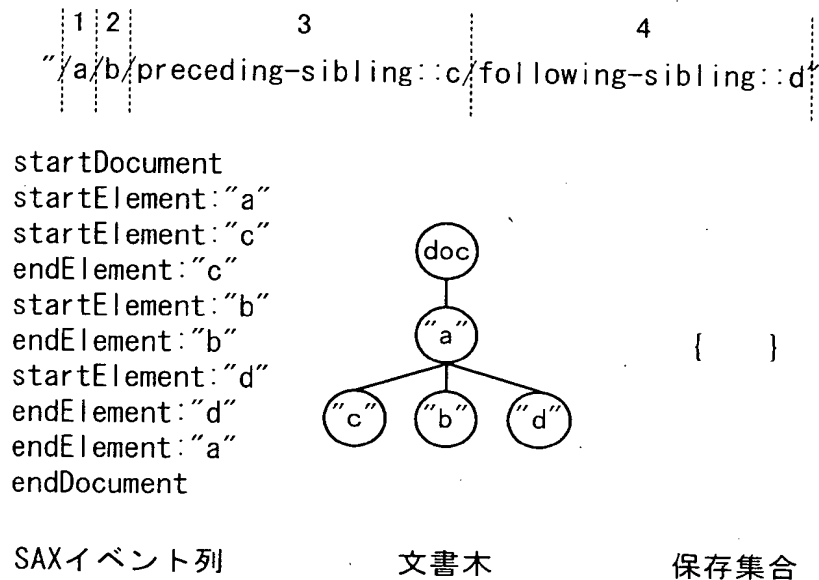 1 2 3 4
"/a/b/preceding-sibling::c/following-sibling::d"
startDocument
startElement:"a"
startElement:"c"
endElement:"c"
startElement:"b"
endElement:"b"
startElement:"d"
endElement:"d"
endElement:"a"
endDocument
doc
"a"
"c" "b" "d"
{ }
SAXイベント列 文書木 保存集合